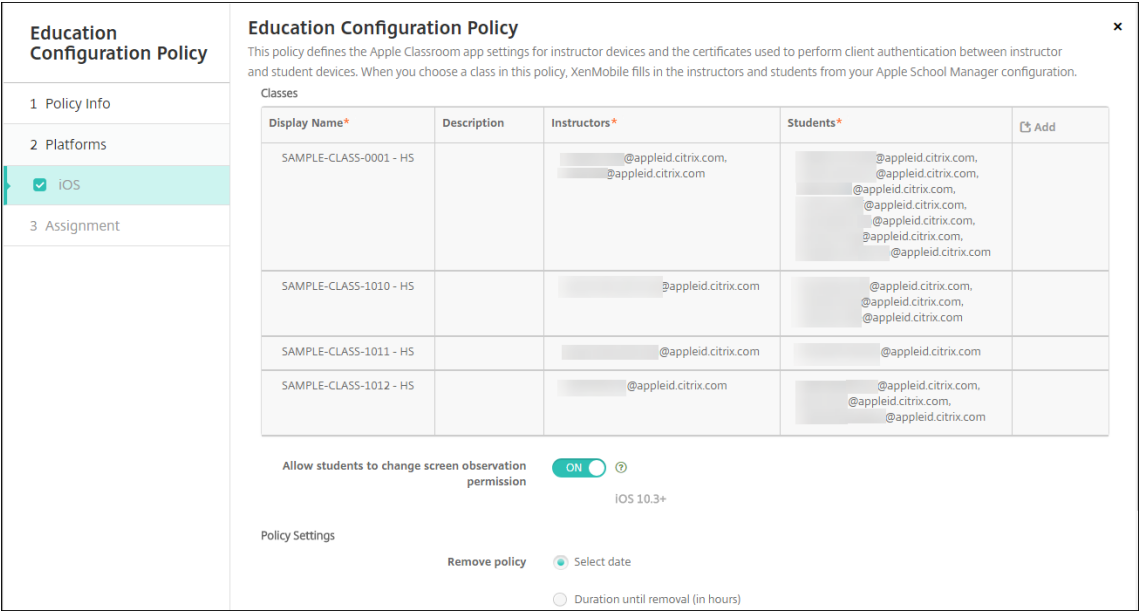 Education
Configuration Policy
1 Policy Info
2 Platforms
iOS
3 Assignment
Education Configuration Policy
×
This policy defines the Apple Classroom app settings for instructor devices and the certificates used to perform client authentication between instructor
and student devices. When you choose a class in this policy, XenMobile fills in the instructors and students from your Apple School Manager configuration.
Classes
Display Name* Description Instructors* Students* Add
SAMPLE-CLASS-0001 - HS
@appleid.citrix.com,
@appleid.citrix.com
@appleid.citrix.com,
@appleid.citrix.com,
@appleid.citrix.com,
@appleid.citrix.com,
@appleid.citrix.com,
@appleid.citrix.com,
@appleid.citrix.com
SAMPLE-CLASS-1010 - HS
@appleid.citrix.com
@appleid.citrix.com,
@appleid.citrix.com,
@appleid.citrix.com
SAMPLE-CLASS-1011 - HS
@appleid.citrix.com
@appleid.citrix.com
SAMPLE-CLASS-1012 - HS
@appleid.citrix.com
@appleid.citrix.com,
@appleid.citrix.com,
@appleid.citrix.com
Allow students to change screen observation
permission
ON
?
iOS 10.3+
Policy Settings
Remove policy
Select date
Duration until removal (in hours)